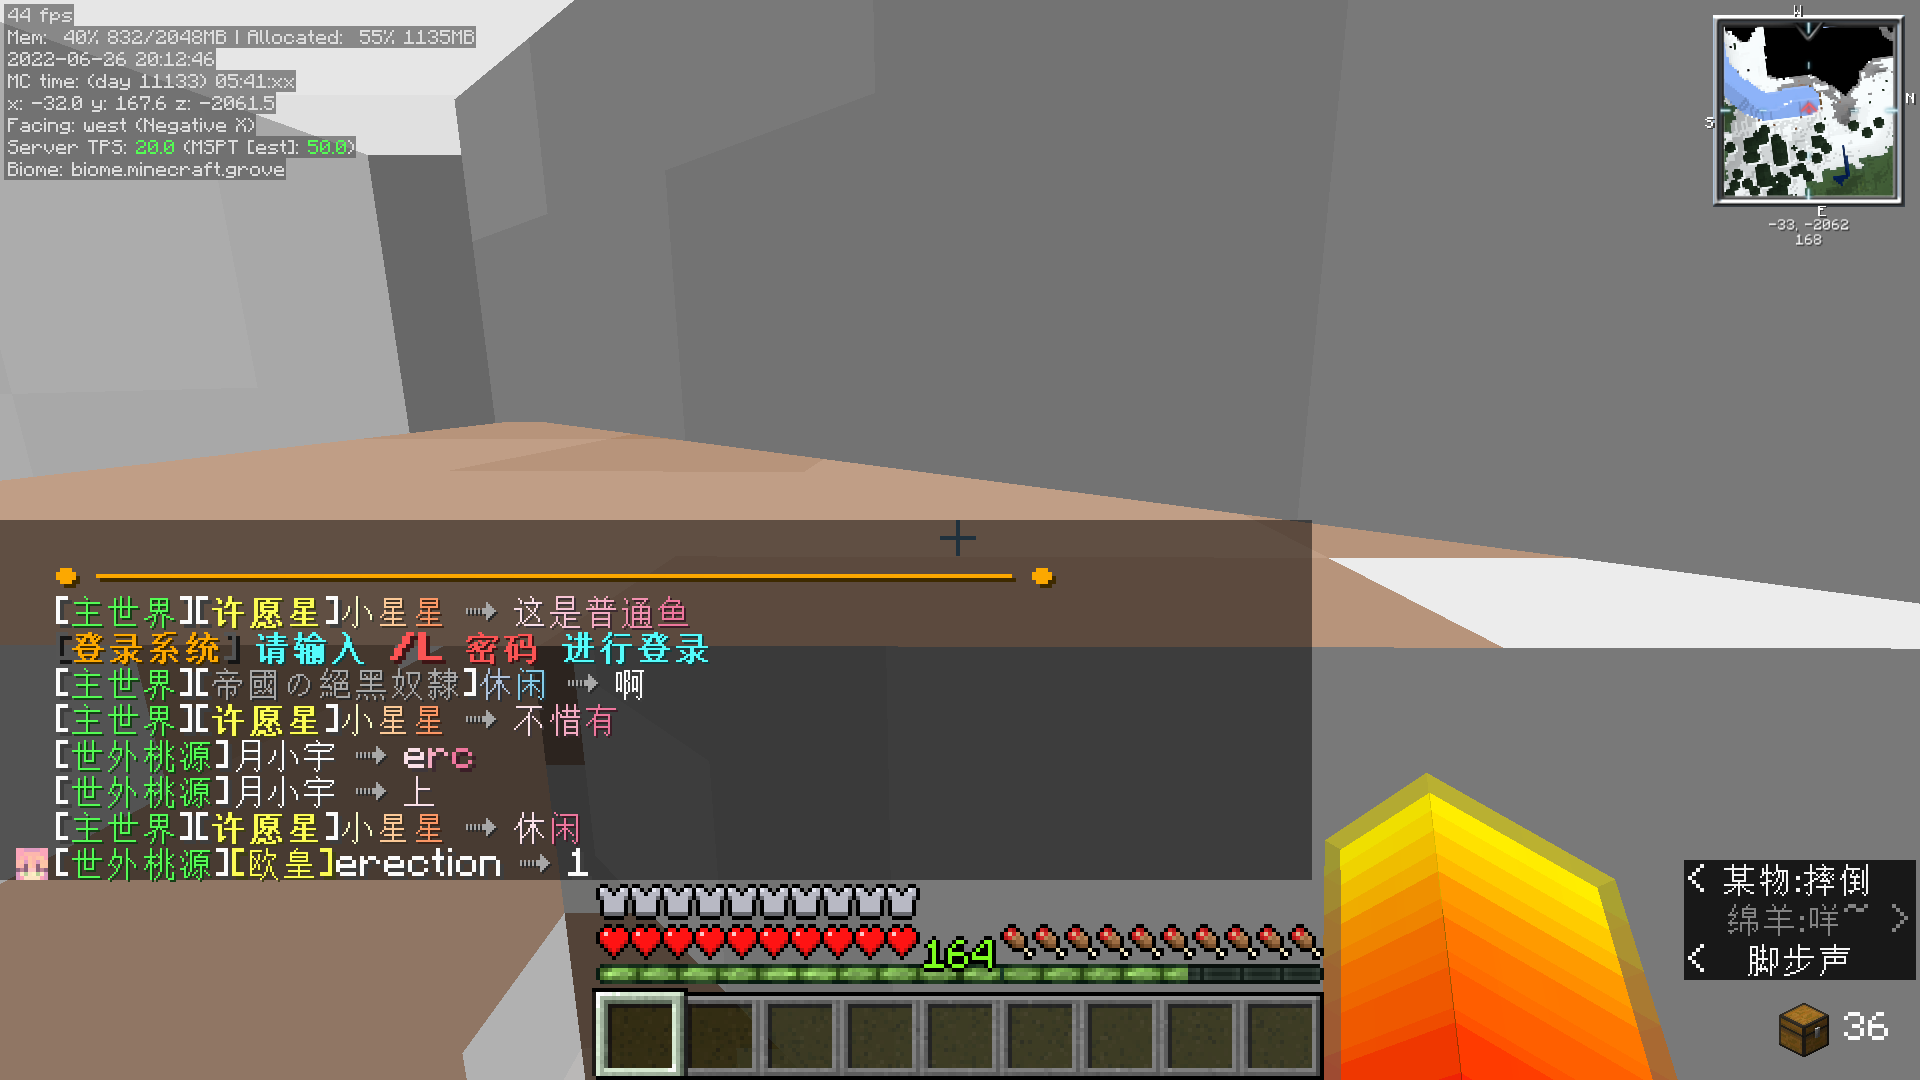 44 fps
Mem: 40% 832/2048MB | Allocated: 55% 1135MB
2022-06-26 20:12:46
MC time: (day 11133) 05:41:xx
x: -32.0 y: 167.6 z: -2061.5
Facing: west (Negative X)
Server TPS: 20.0 (MSPT [est]: 50.0)
Biome: biome.minecraft.grove
W
N
S
E
-33, -2062
168
[主世界][许愿星]小星星 ➟ 这是普通鱼
[登录系统] 请输入 /L 密码 进行登录
[主世界][帝國の絕黑奴隸]休闲 ➟ 啊
[主世界][许愿星]小星星 ➟ 不惜有
[世外桃源]月小宇 ➟ erc
[世外桃源]月小宇 ➟ 上
[主世界][许愿星]小星星 ➟ 休闲
[世外桃源][欧皇]erection ➟ 1
164
< 某物:摔倒
绵羊:咩~ >
< 脚步声
36